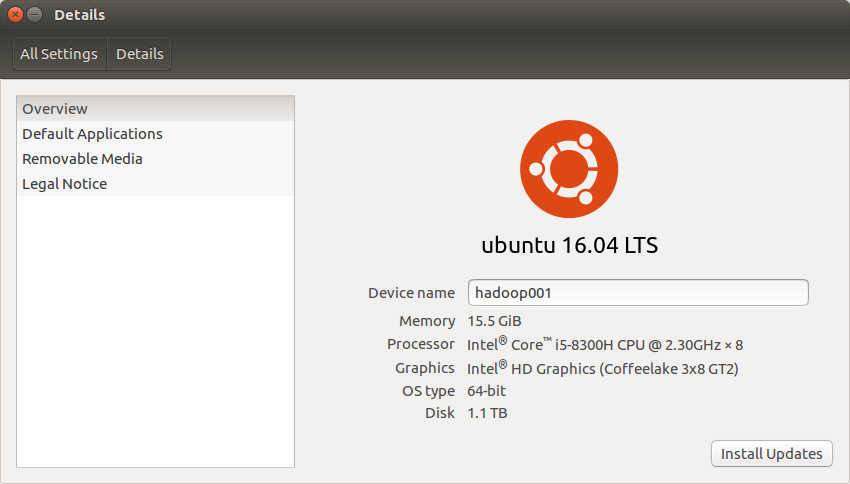 Details
All Settings Details
Overview
Default Applications
Removable Media
Legal Notice
ubuntu 16.04 LTS
Device name hadoop001
Memory 15.5 GiB
Processor Intel® Core™ i5-8300H CPU @ 2.30GHz × 8
Graphics Intel® HD Graphics (Coffeelake 3x8 GT2)
OS type 64-bit
Disk 1.1 TB
Install Updates